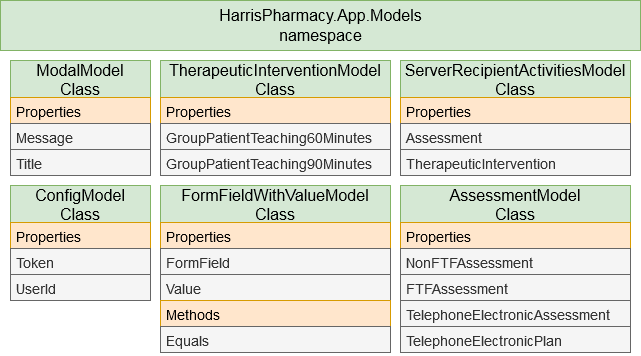 HarrisPharmacy.App.Models
namespace
ModalModel
Class
Properties
Message
Title
TherapeuticInterventionModel
Class
Properties
GroupPatientTeaching60Minutes
GroupPatientTeaching90Minutes
ServerRecipientActivitiesModel
Class
Properties
Assessment
TherapeuticIntervention
ConfigModel
Class
Properties
Token
UserId
FormFieldWithValueModel
Class
Properties
FormField
Value
Methods
Equals
AssessmentModel
Class
Properties
NonFTFAssessment
FTFAssessment
TelephoneElectronicAssessment
TelephoneElectronicPlan